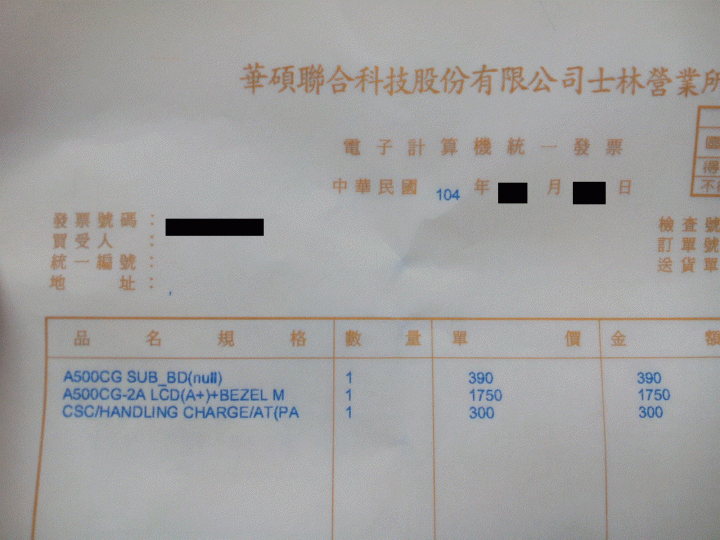 華碩聯合科技股份有限公司士林營業所
電子計算機統一發票
中華民國 104 年 月 日
發票號碼：
買受人：
統一編號：
地址：
檢查號
訂單號
送貨單
品名規格 數量 單價 金額
A500CG SUB_BD(null) 1 390 390
A500CG-2A LCD(A+)+BEZEL M 1 1750 1750
CSC/HANDLING CHARGE/AT(PA 1 300 300